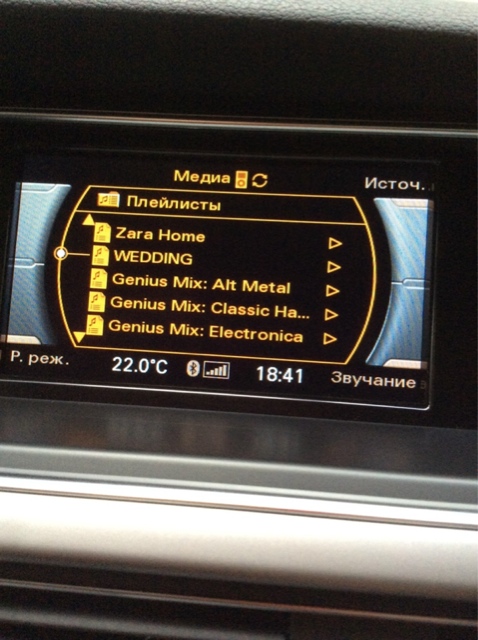 Медиа
Источ.
Плейлисты
Zara Home
WEDDING
Genius Mix: Alt Metal
Genius Mix: Classic Ha...
Genius Mix: Electronica
Р. реж.
22.0°C
18:41
Звучание